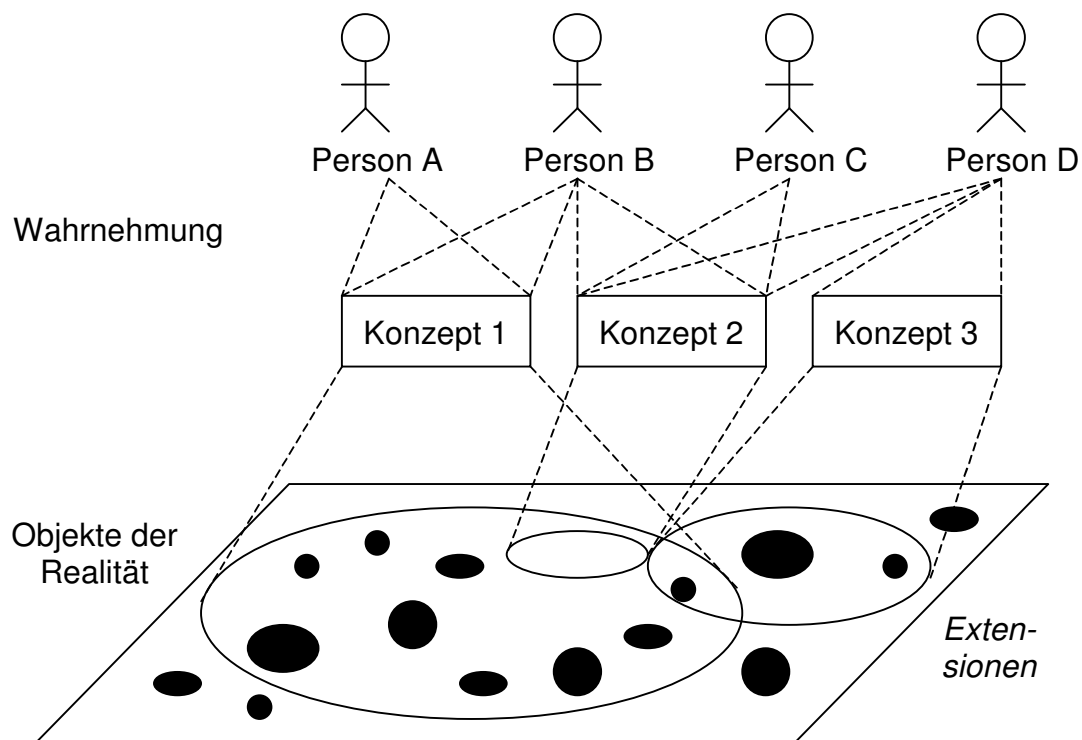 Person A
Person B
Person C
Person D
Wahrnehmung
Konzept 1
Konzept 2
Konzept 3
Objekte der
Realität
Exten-
sionen